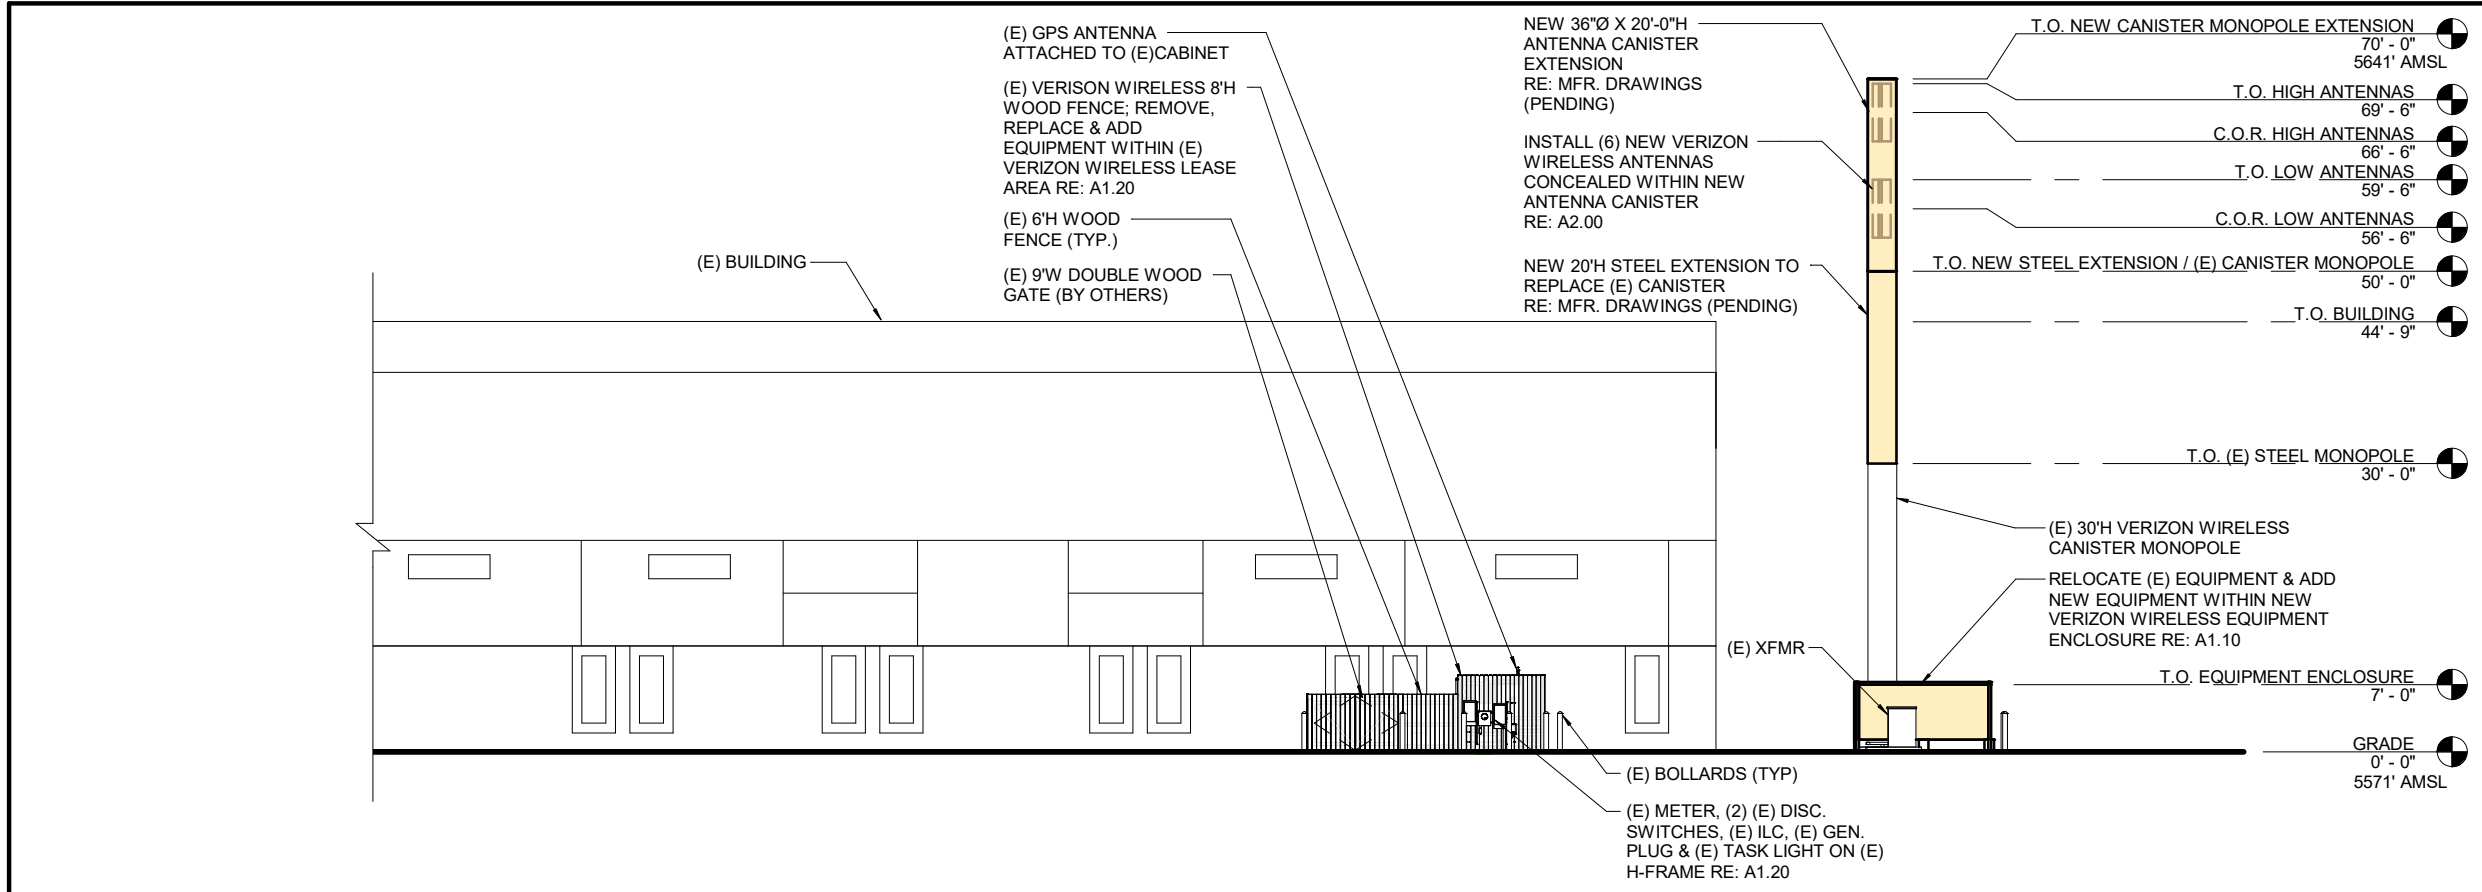 (E) GPS ANTENNA
ATTACHED TO (E)CABINET
(E) VERISON WIRELESS 8'H
WOOD FENCE; REMOVE,
REPLACE & ADD
EQUIPMENT WITHIN (E)
VERIZON WIRELESS LEASE
AREA RE: A1.20
(E) 6'H WOOD
FENCE (TYP.)
(E) 9'W DOUBLE WOOD
GATE (BY OTHERS)
(E) BUILDING
NEW 36"Ø X 20'-0"H
ANTENNA CANISTER
EXTENSION
RE: MFR. DRAWINGS
(PENDING)
INSTALL (6) NEW VERIZON
WIRELESS ANTENNAS
CONCEALED WITHIN NEW
ANTENNA CANISTER
RE: A2.00
NEW 20'H STEEL EXTENSION TO
REPLACE (E) CANISTER
RE: MFR. DRAWINGS (PENDING)
T.O. NEW CANISTER MONOPOLE EXTENSION
70' - 0"
5641' AMSL
T.O. HIGH ANTENNAS
69' - 6"
C.O.R. HIGH ANTENNAS
66' - 6"
T.O. LOW ANTENNAS
59' - 6"
C.O.R. LOW ANTENNAS
56' - 6"
T.O. NEW STEEL EXTENSION / (E) CANISTER MONOPOLE
50' - 0"
T.O. BUILDING
44' - 9"
T.O. (E) STEEL MONOPOLE
30' - 0"
(E) 30'H VERIZON WIRELESS
CANISTER MONOPOLE
RELOCATE (E) EQUIPMENT & ADD
NEW EQUIPMENT WITHIN NEW
VERIZON WIRELESS EQUIPMENT
ENCLOSURE RE: A1.10
(E) XFMR
T.O. EQUIPMENT ENCLOSURE
7' - 0"
GRADE
0' - 0"
5571' AMSL
(E) BOLLARDS (TYP)
(E) METER, (2) (E) DISC.
SWITCHES, (E) ILC, (E) GEN.
PLUG & (E) TASK LIGHT ON (E)
H-FRAME RE: A1.20